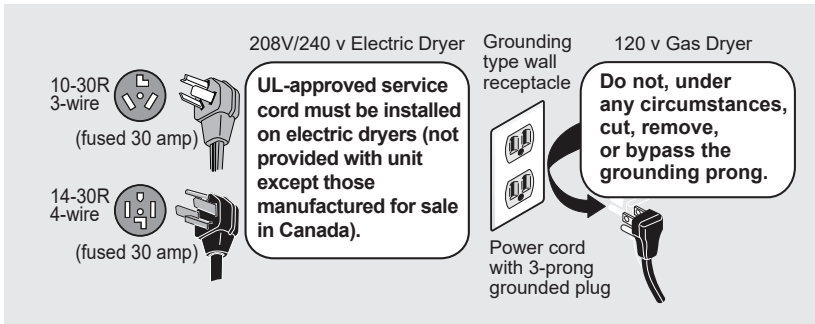 208V/240 v Electric Dryer
10-30R
3-wire
(fused 30 amp)
14-30R
4-wire
(fused 30 amp)
UL-approved service
cord must be installed
on electric dryers (not
provided with unit
except those
manufactured for sale
in Canada).
Grounding
type wall
receptacle
120 v Gas Dryer
Do not, under
any circumstances,
cut, remove,
or bypass the
grounding prong.
Power cord
with 3-prong
grounded plug